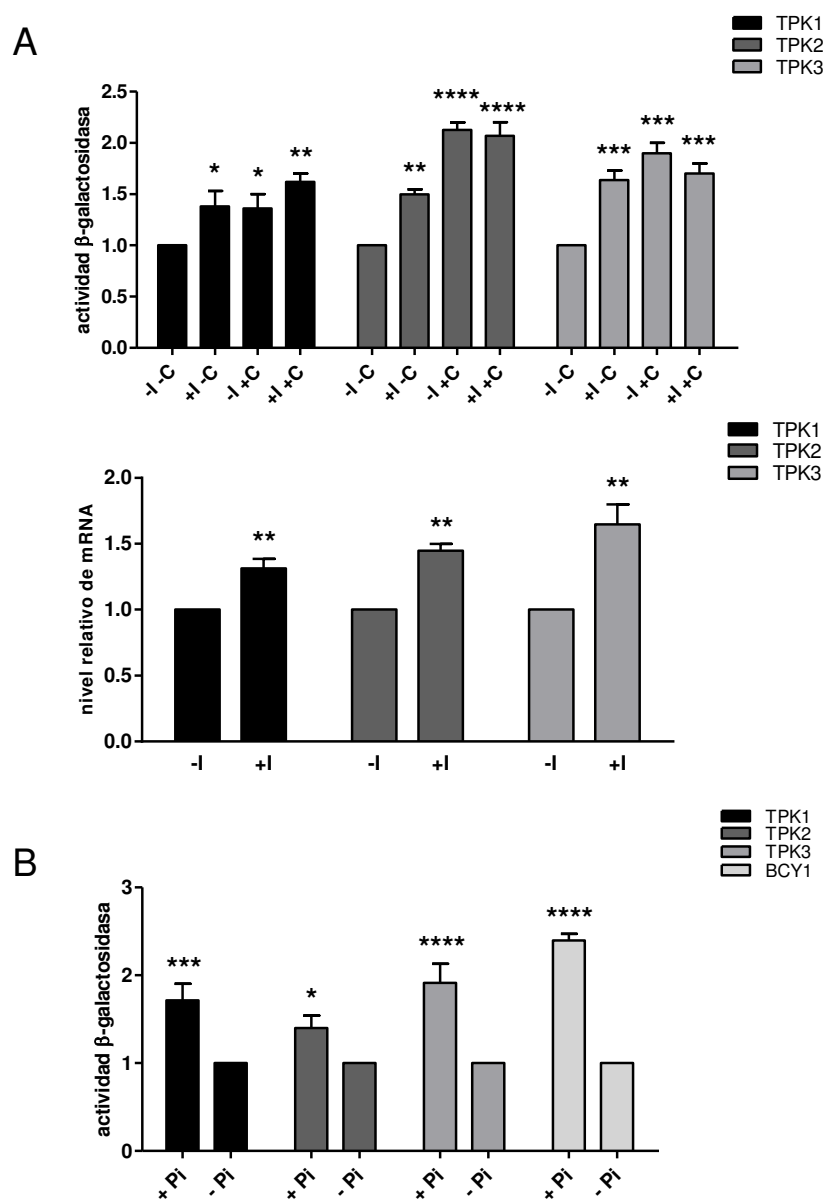 A
TPK1
TPK2
TPK3
actividad β-galactosidasa
2.5
2.0
1.5
1.0
0.5
0.0
* * ** ** **** **** *** *** ***
-I -C +I -C -I +C +I +C -I -C +I -C -I +C +I +C -I -C +I -C -I +C +I +C
TPK1
TPK2
TPK3
nivel relativo de mRNA
2.0
1.5
1.0
0.5
0.0
** ** **
-I +I -I +I -I +I
B
TPK1
TPK2
TPK3
BCY1
actividad β-galactosidasa
3
2
1
0
*** * **** ****
+ Pi - Pi + Pi - Pi + Pi - Pi + Pi - Pi